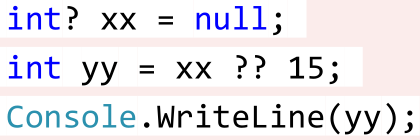 int? xx = null;
int yy = xx ?? 15;
Console.WriteLine(yy);